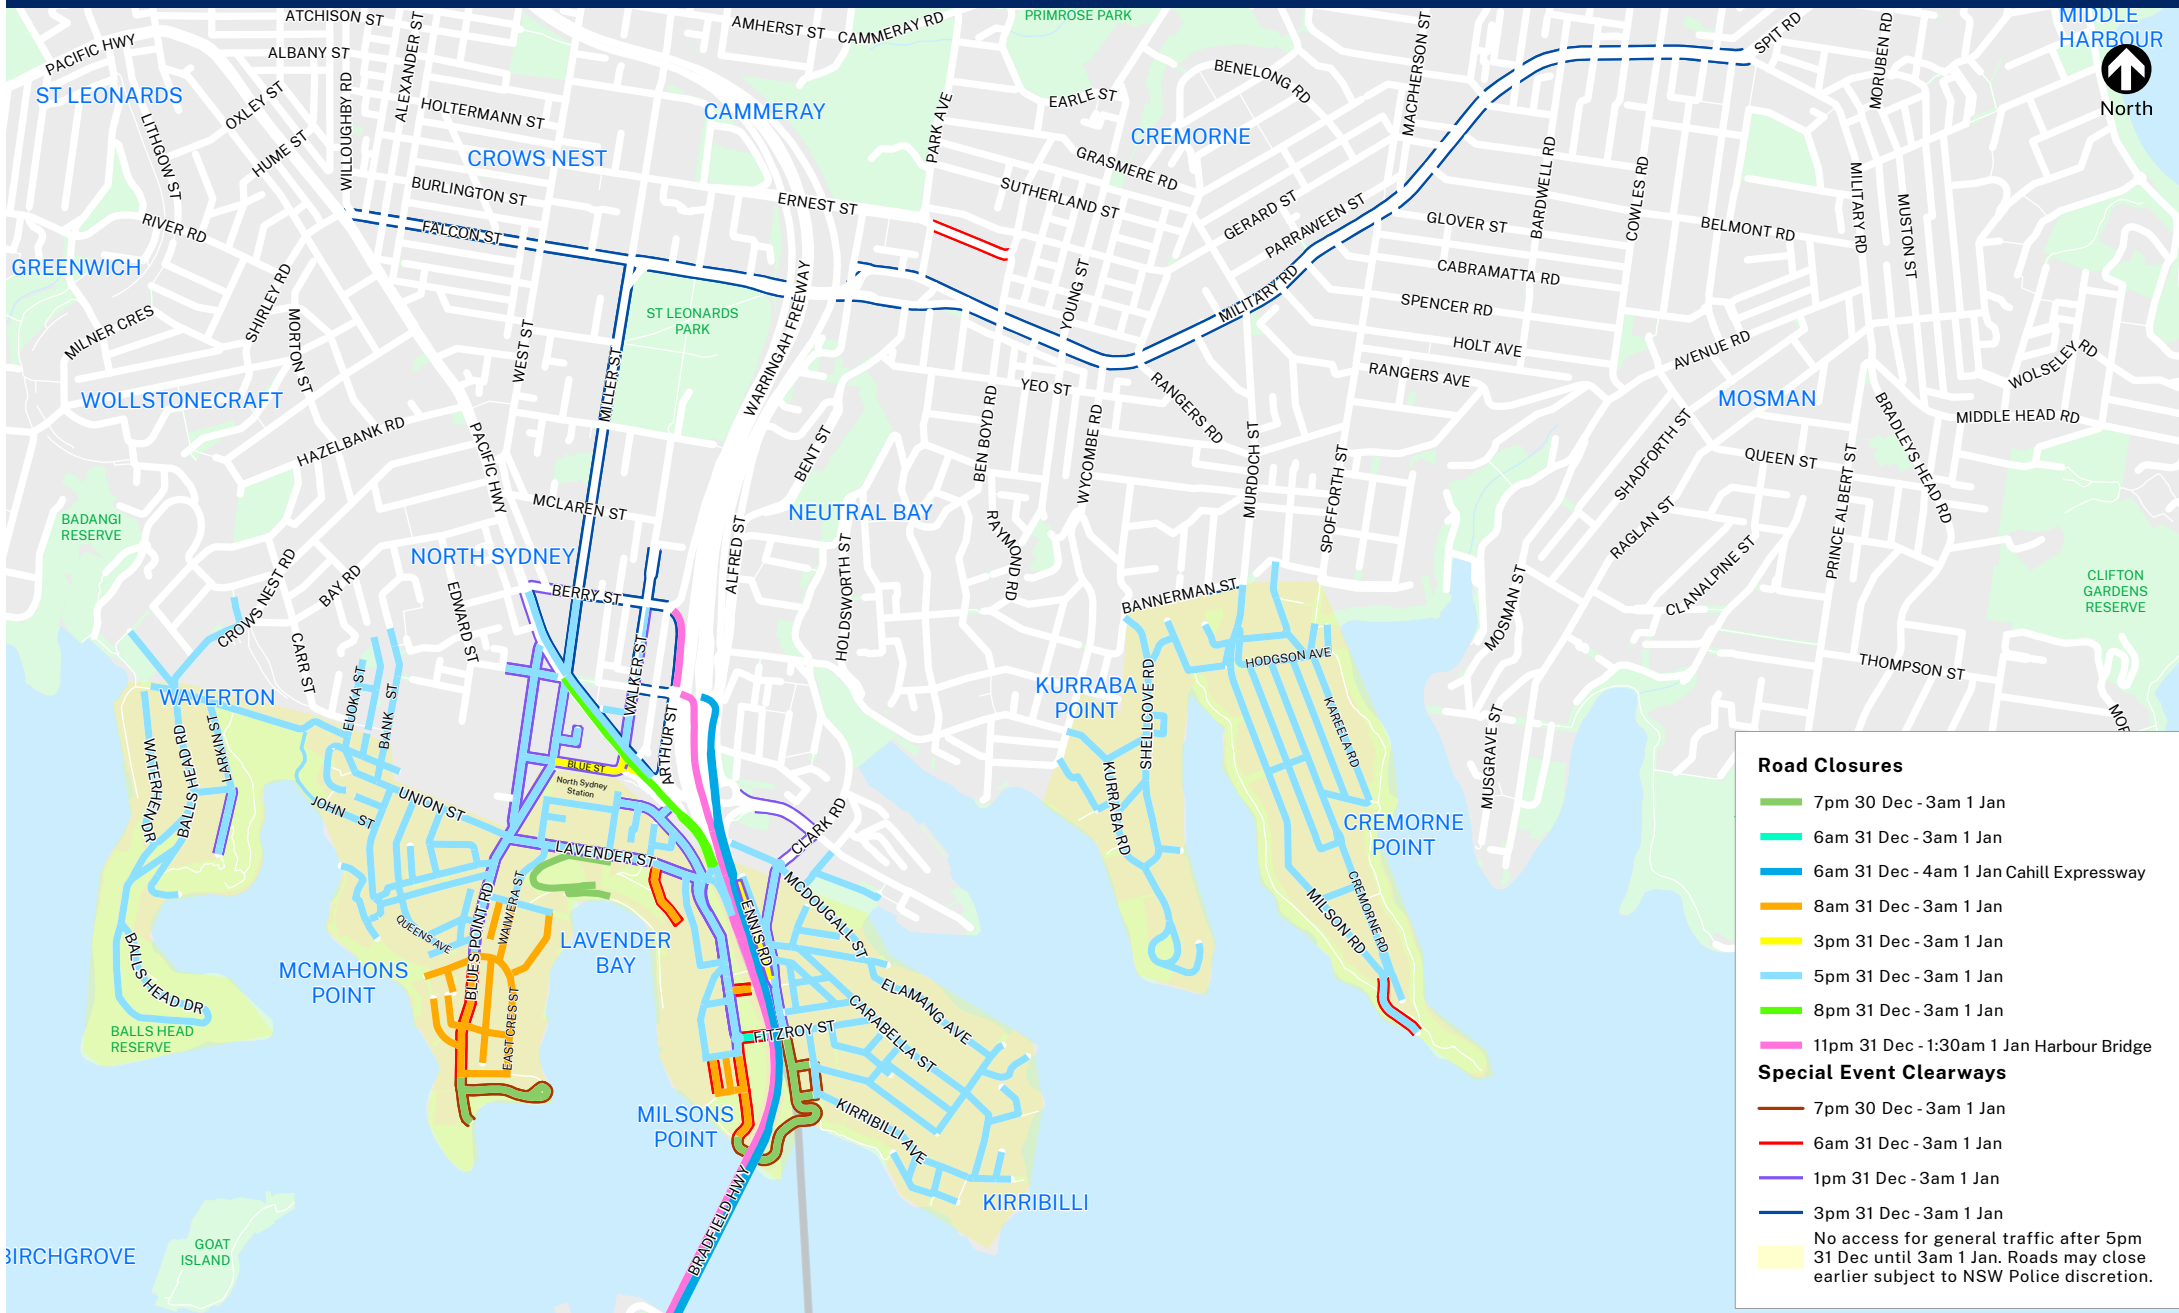 ATCHISON ST
AMHERST ST
CAMMERAY RD
PRIMROSE PARK
MACPHERSON ST
SPIT RD
MORUBEN RD
MIDDLE
HARBOUR
PACIFIC HWY
ALBANY ST
ALEXANDER ST
North
ST LEONARDS
OXLEY ST
WILLOUGHBY RD
HOLTERMANN ST
CAMMERAY
PARK AVE
EARLE ST
BENELONG RD
CREMORNE
LITHGOW ST
HUME ST
CROWS NEST
GRASMERE RD
BARDWELL RD
COWLES RD
MILITARY RD
MUSTON ST
BURLINGTON ST
ERNEST ST
SUTHERLAND ST
GERARD ST
PARRAWEEN ST
GLOVER ST
BELMONT RD
RIVER RD
FALCON ST
GREENWICH
CABRAMATTA RD
SHIRLEY RD
MORTON ST
ST LEONARDS
PARK
WARRINGAH FREEWAY
YOUNG ST
MILITARY RD
SPENCER RD
MILNER CRES
WEST ST
MILLER ST
HOLT AVE
AVENUE RD
WOLSELEY RD
RANGERS AVE
WOLLSTONECRAFT
YEO ST
RANGERS RD
MOSMAN
MIDDLE HEAD RD
HAZELBANK RD
PACIFIC HWY
BENT ST
BEN BOYD RD
WYCOMBE RD
MURDOCH ST
SPOFFORTH ST
SHADFORTH ST
QUEEN ST
PRINCE ALBERT ST
BRADLEYS HEAD RD
MCLAREN ST
NEUTRAL BAY
BADANGI
RESERVE
NORTH SYDNEY
ALFRED ST
HOLDSWORTH ST
RAYMOND RD
RAGLAN ST
CLANALPINE ST
CROWS NEST RD
BAY RD
EDWARD ST
BERRY ST
BANNERMAN ST
MOSMAN ST
CLIFTON
GARDENS
RESERVE
CARR ST
WALKER ST
HODGSON AVE
THOMPSON ST
WAVERTON
EUOKA ST
BANK ST
ARTHUR ST
KURRABA
POINT
SHELLCOVE RD
KAREELA RD
MUSGRAVE ST
MOR
WATERHEN DR
BALLS HEAD RD
LARKIN ST
BLUE ST
North Sydney
Station
KURRABA RD
JOHN ST
UNION ST
LAVENDER ST
CLARK RD
CREMORNE
POINT
QUEENS AVE
BLUES POINT RD
WAIWERA ST
LAVENDER
BAY
ENNIS RD
MCDOUGALL ST
MILSON RD
CREMORNE RD
BALLS HEAD DR
MCMAHONS
POINT
EAST CREST ST
ELAMANG AVE
CARABELLA ST
FITZROY ST
BALLS HEAD
RESERVE
MILSONS
POINT
KIRRIBILLI AVE
KIRRIBILLI
BRADFIELD HWY
GOAT
ISLAND
BIRCHGROVE
Road Closures
7pm 30 Dec - 3am 1 Jan
6am 31 Dec - 3am 1 Jan
6am 31 Dec - 4am 1 Jan Cahill Expressway
8am 31 Dec - 3am 1 Jan
3pm 31 Dec - 3am 1 Jan
5pm 31 Dec - 3am 1 Jan
8pm 31 Dec - 3am 1 Jan
11pm 31 Dec - 1:30am 1 Jan Harbour Bridge
Special Event Clearways
7pm 30 Dec - 3am 1 Jan
6am 31 Dec - 3am 1 Jan
1pm 31 Dec - 3am 1 Jan
3pm 31 Dec - 3am 1 Jan
No access for general traffic after 5pm
31 Dec until 3am 1 Jan. Roads may close
earlier subject to NSW Police discretion.